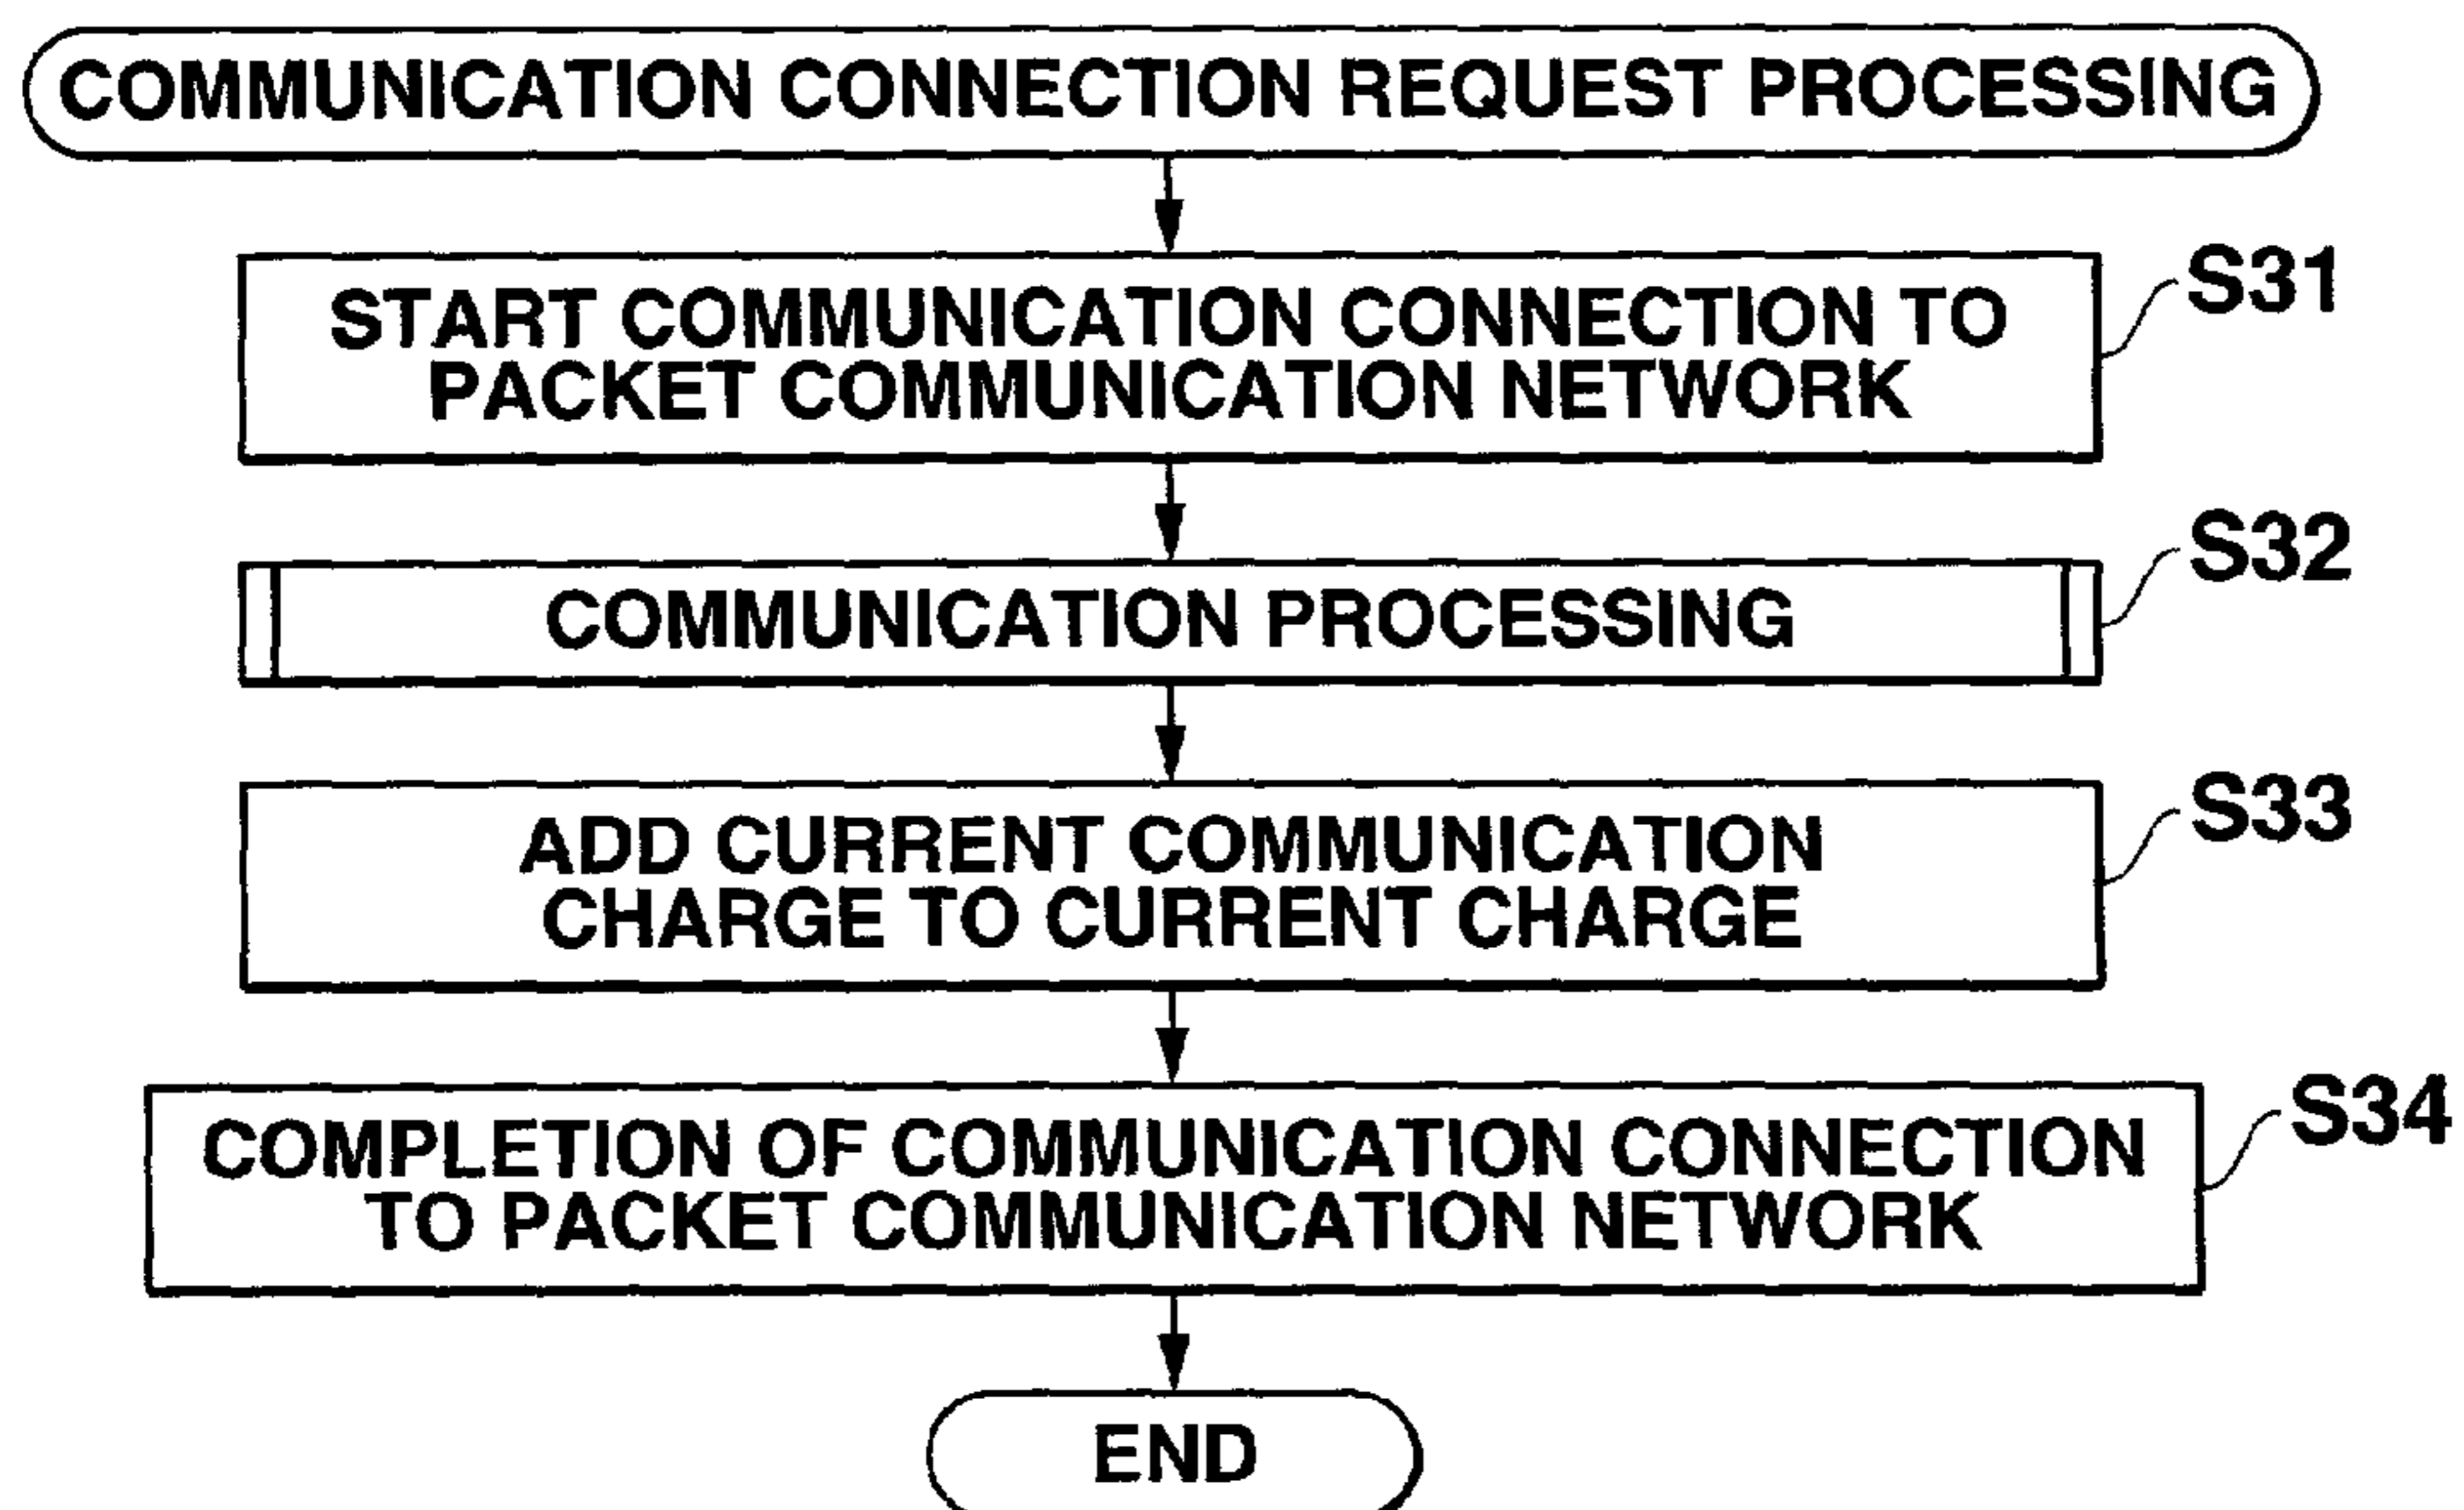 COMMUNICATION CONNECTION REQUEST PROCESSING
START COMMUNICATION CONNECTION TO
PACKET COMMUNICATION NETWORK
S31
COMMUNICATION PROCESSING
S32
ADD CURRENT COMMUNICATION
CHARGE TO CURRENT CHARGE
S33
COMPLETION OF COMMUNICATION CONNECTION
TO PACKET COMMUNICATION NETWORK
S34
END